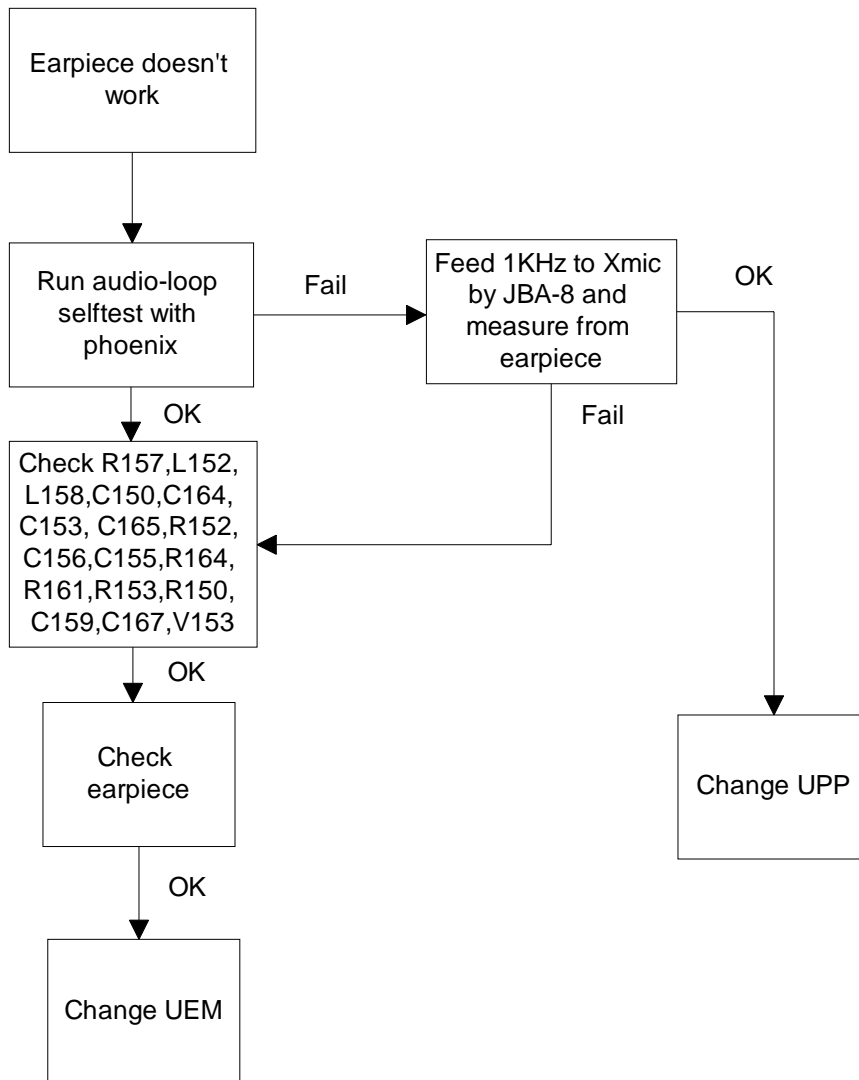 Earpiece doesn't
work
Run audio-loop
selftest with
phoenix
Fail
Feed 1KHz to Xmic
by JBA-8 and
measure from
earpiece
OK
OK
Fail
Check R157,L152,
L158,C150,C164,
C153, C165,R152,
C156,C155,R164,
R161,R153,R150,
C159,C167,V153
OK
Check
earpiece
Change UPP
OK
Change UEM